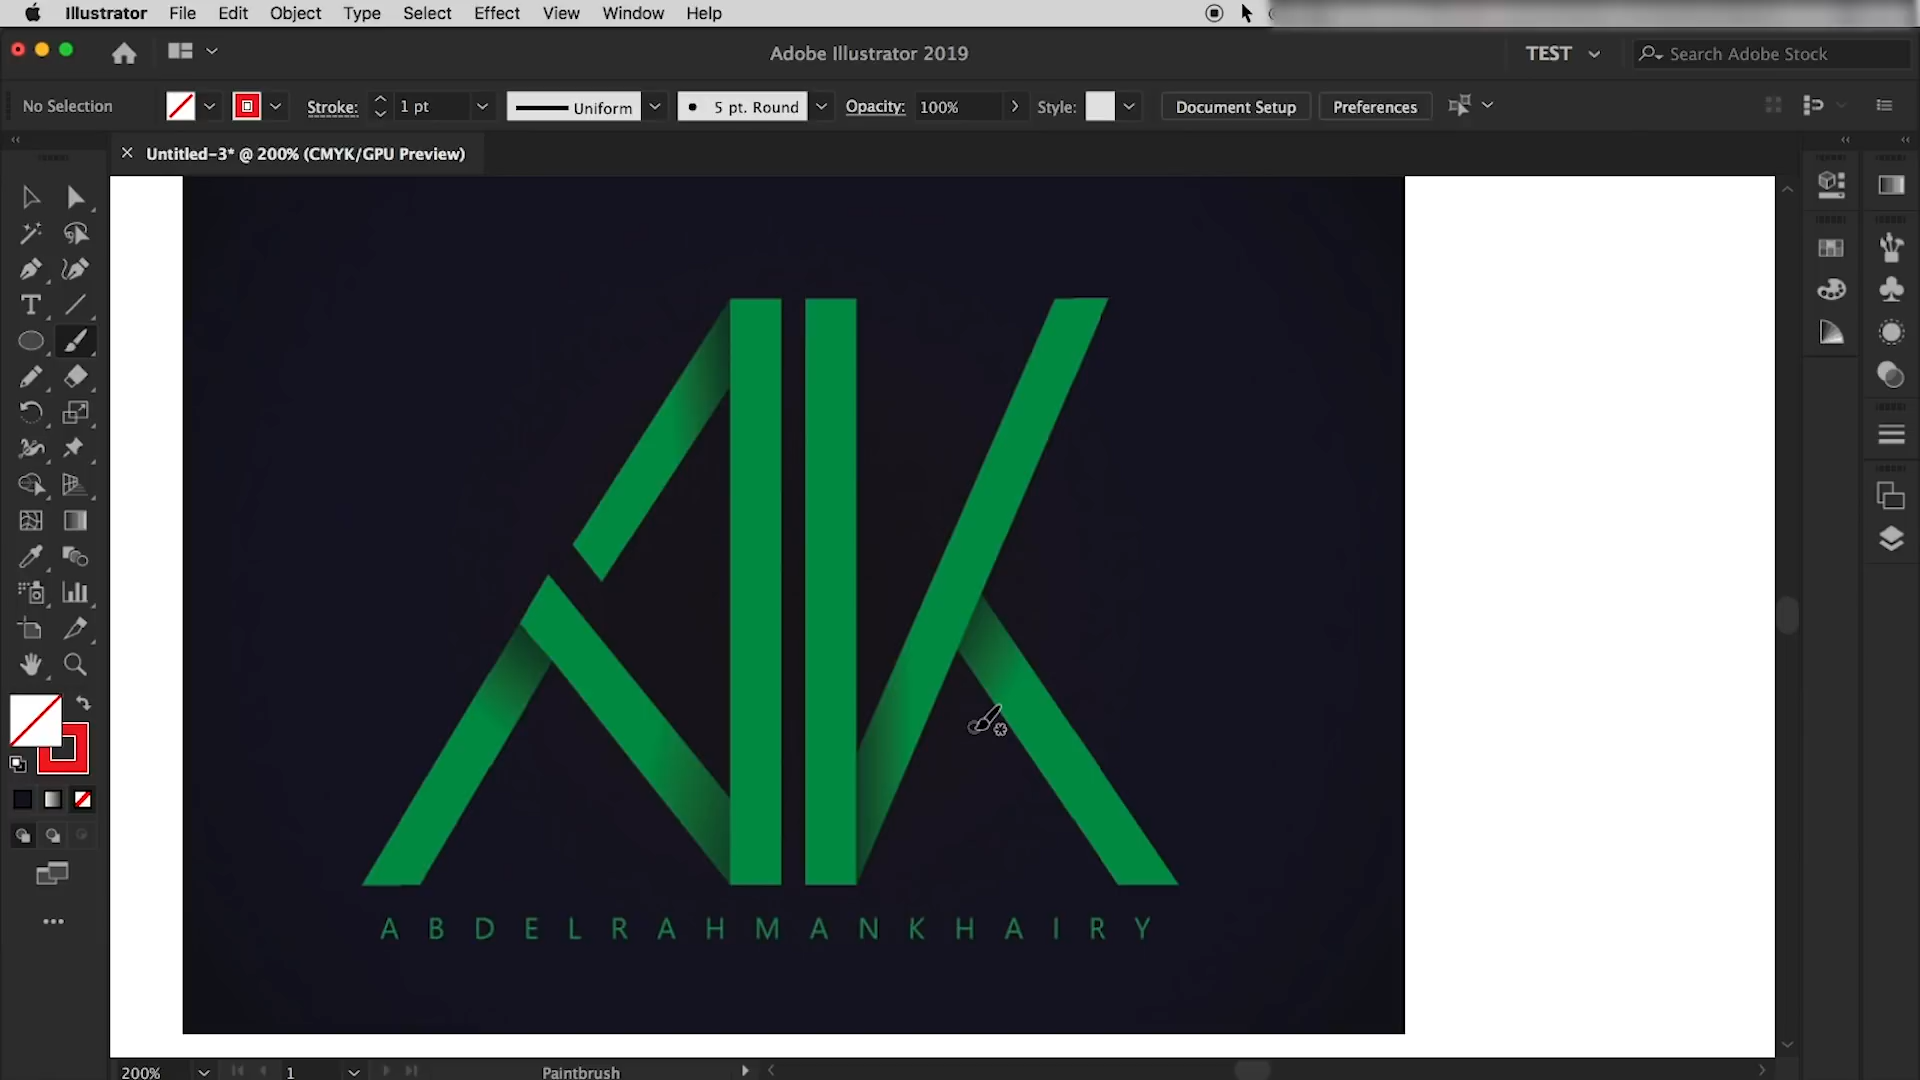 Illustrator File Edit Object Type Select Effect View Window Help
Adobe Illustrator 2019
TEST
Search Adobe Stock
No Selection
Stroke: 1 pt
Uniform
5 pt. Round
Opacity: 100%
Style:
Document Setup
Preferences
Untitled-3* @ 200% (CMYK/GPU Preview)
AK
ABDELRAHMANKHAIRY
200%
1
Paintbrush